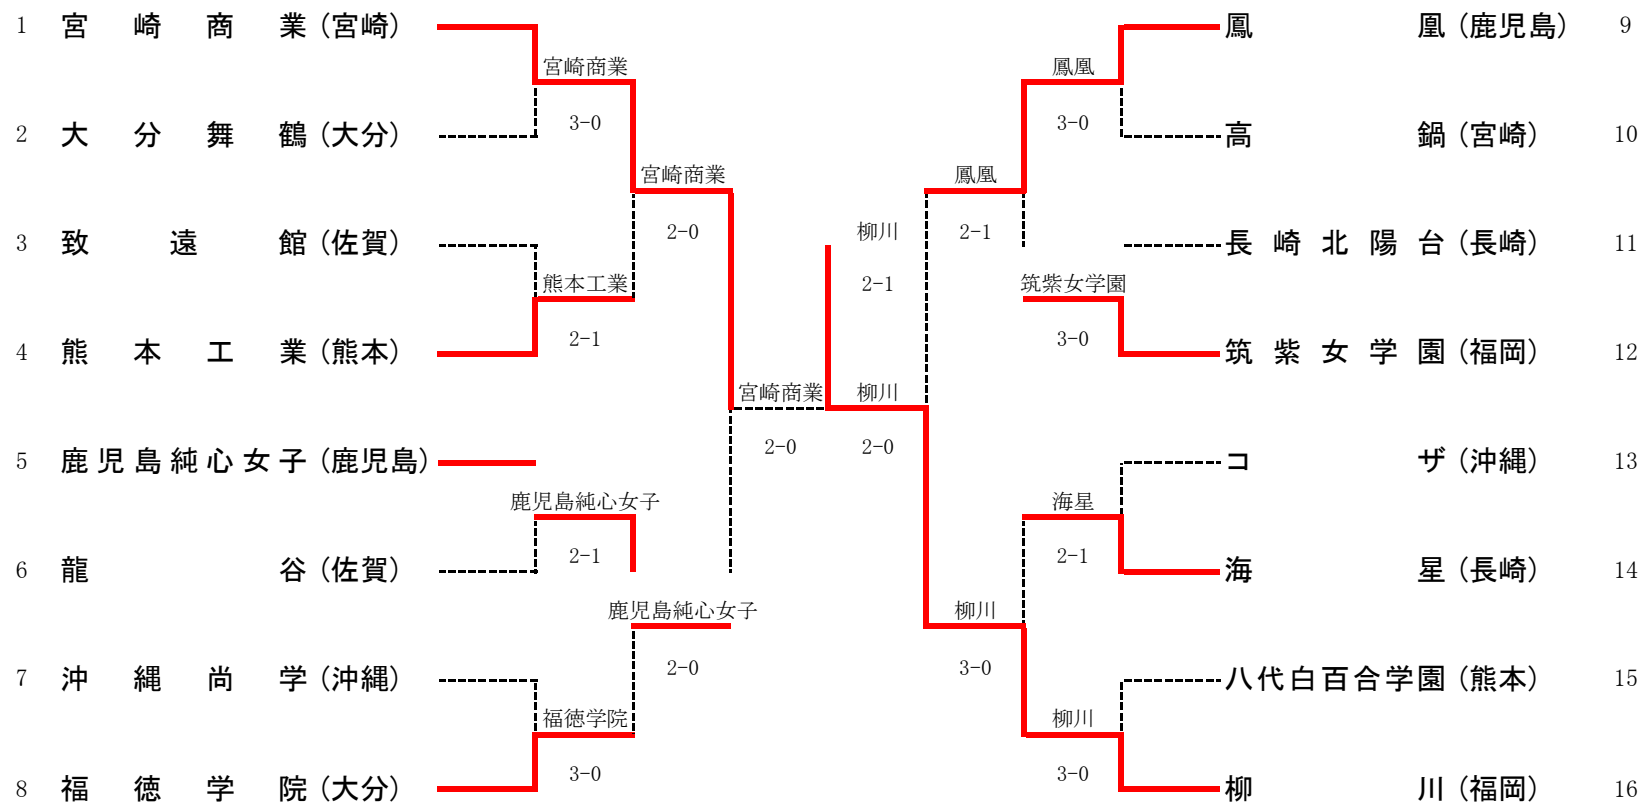 1 宮崎商業(宮崎) 鳳凰(鹿児島) 9
宮崎商業 鳳凰
3-0 3-0
2 大分舞鶴(大分) 高鍋(宮崎) 10
宮崎商業 鳳凰
2-0 柳川 2-1
3 致遠館(佐賀) 長崎北陽台(長崎) 11
熊本工業 2-1 筑紫女学園
2-1 3-0
4 熊本工業(熊本) 筑紫女学園(福岡) 12
宮崎商業 柳川
2-0 2-0
5 鹿児島純心女子(鹿児島) コザ(沖縄) 13
鹿児島純心女子 海星
2-1 2-1
6 龍谷(佐賀) 海星(長崎) 14
鹿児島純心女子 柳川
2-0 3-0
7 沖縄尚学(沖縄) 八代白百合学園(熊本) 15
福徳学院 柳川
3-0 3-0
8 福徳学院(大分) 柳川(福岡) 16